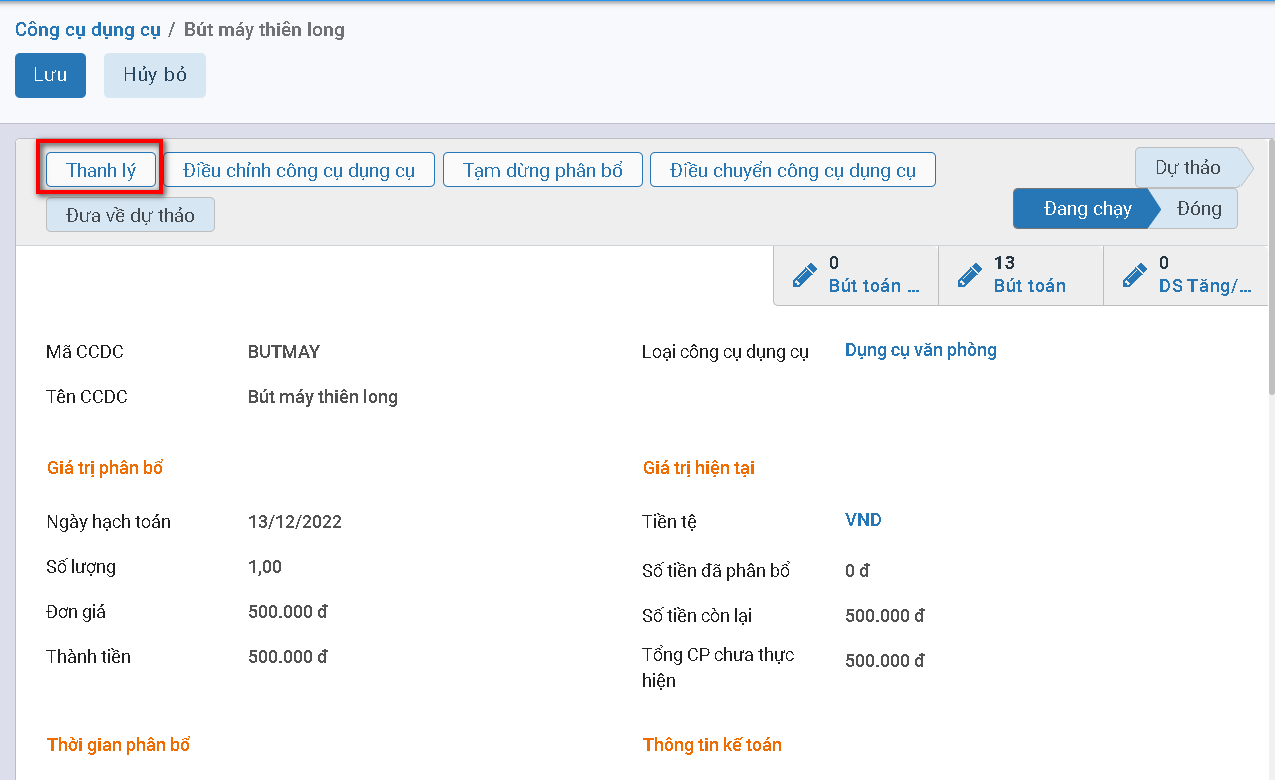 Công cụ dụng cụ / Bút máy thiên long
Lưu
Hủy bỏ
Thanh lý
Điều chỉnh công cụ dụng cụ
Tạm dừng phân bổ
Điều chuyển công cụ dụng cụ
Đưa về dự thảo
Dự thảo
Đang chạy
Đóng
0
Bút toán ...
13
Bút toán
0
DS Tăng/...
Mã CCDC
BUTMAY
Tên CCDC
Bút máy thiên long
Loại công cụ dụng cụ
Dụng cụ văn phòng
Giá trị phân bổ
Ngày hạch toán
13/12/2022
Số lượng
1,00
Đơn giá
500.000 đ
Thành tiền
500.000 đ
Giá trị hiện tại
Tiền tệ
VND
Số tiền đã phân bổ
0 đ
Số tiền còn lại
500.000 đ
Tổng CP chưa thực
hiện
500.000 đ
Thời gian phân bổ
Thông tin kế toán